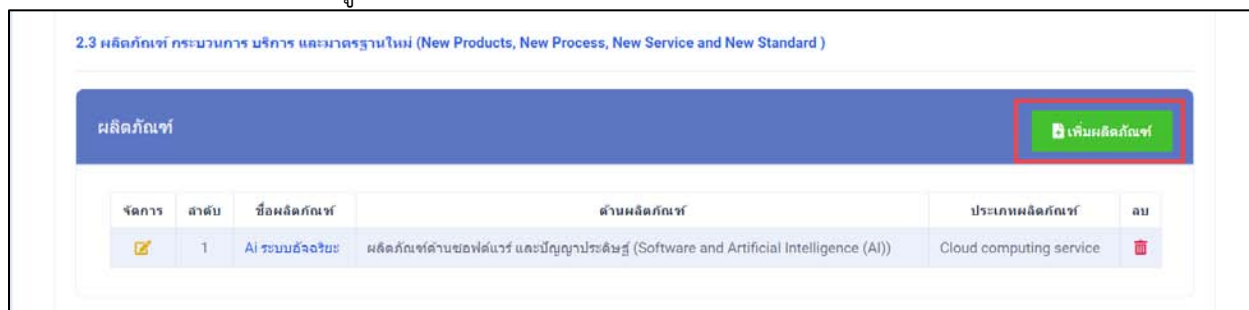 2.3 ผลิตภัณฑ์ กระบวนการ บริการ และมาตรฐานใหม่ (New Products, New Process, New Service and New Standard )
ผลิตภัณฑ์
เพิ่มผลิตภัณฑ์
จัดการ ลำดับ ชื่อผลิตภัณฑ์ ด้านผลิตภัณฑ์ ประเภทผลิตภัณฑ์ ลบ
1 Ai ระบบอัจฉริยะ ผลิตภัณฑ์ด้านซอฟต์แวร์ และปัญญาประดิษฐ์ (Software and Artificial Intelligence (AI)) Cloud computing service